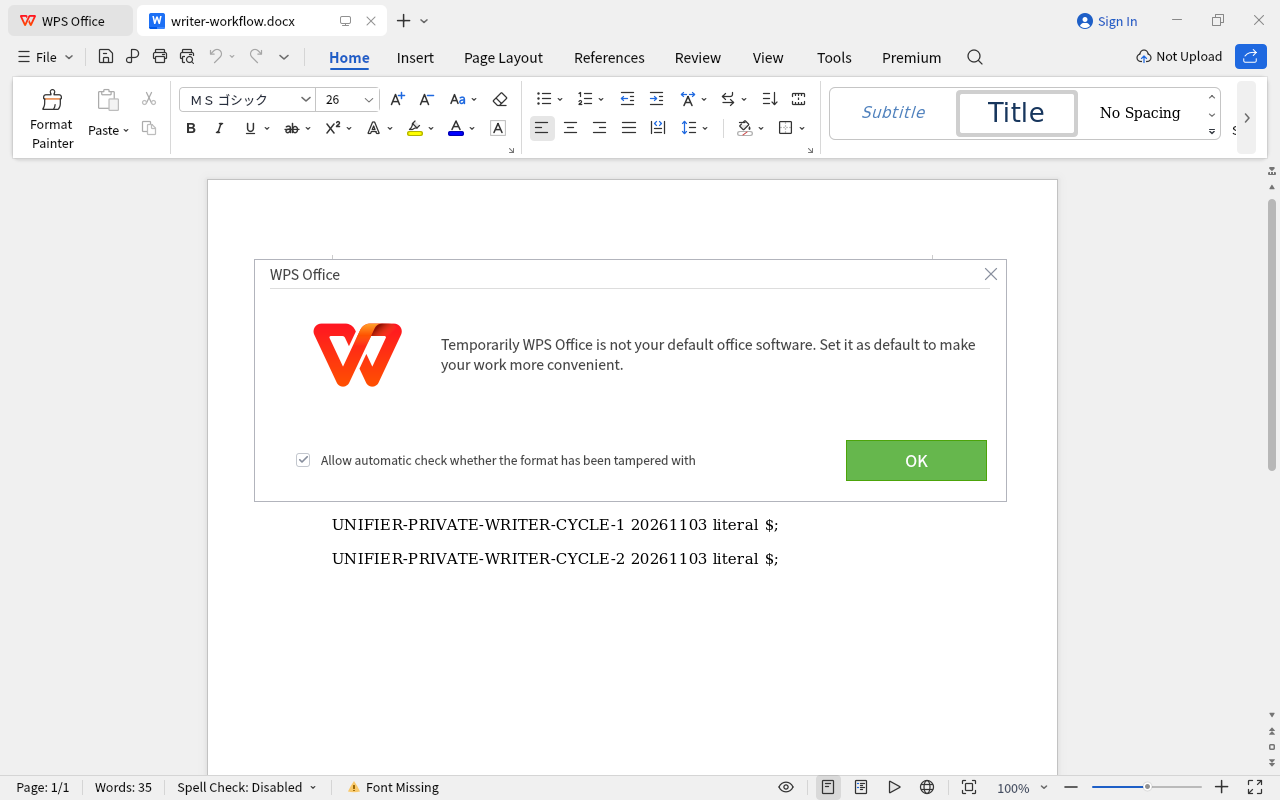 WPS Office
writer-workflow.docx
Sign In
File
Home
Insert
Page Layout
References
Review
View
Tools
Premium
Not Upload
Format
Painter
Paste
ＭＳ ゴシック
26
Aa
B
I
U
ab
X²
A
A
A
Subtitle
Title
No Spacing
WPS Office
Temporarily WPS Office is not your default office software. Set it as default to make
your work more convenient.
Allow automatic check whether the format has been tampered with
OK
UNIFIER-PRIVATE-WRITER-CYCLE-1 20261103 literal $;
UNIFIER-PRIVATE-WRITER-CYCLE-2 20261103 literal $;
Page: 1/1
Words: 35
Spell Check: Disabled
Font Missing
100%